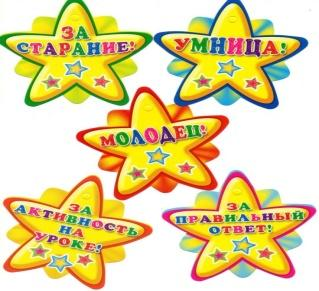 ЗА
СТАРАНИЕ!
УМНИЦА!
МОЛОДЕЦ!
ЗА
АКТИВНОСТЬ
НА
УРОКЕ!
ЗА
ПРАВИЛЬНЫЙ
ОТВЕТ!